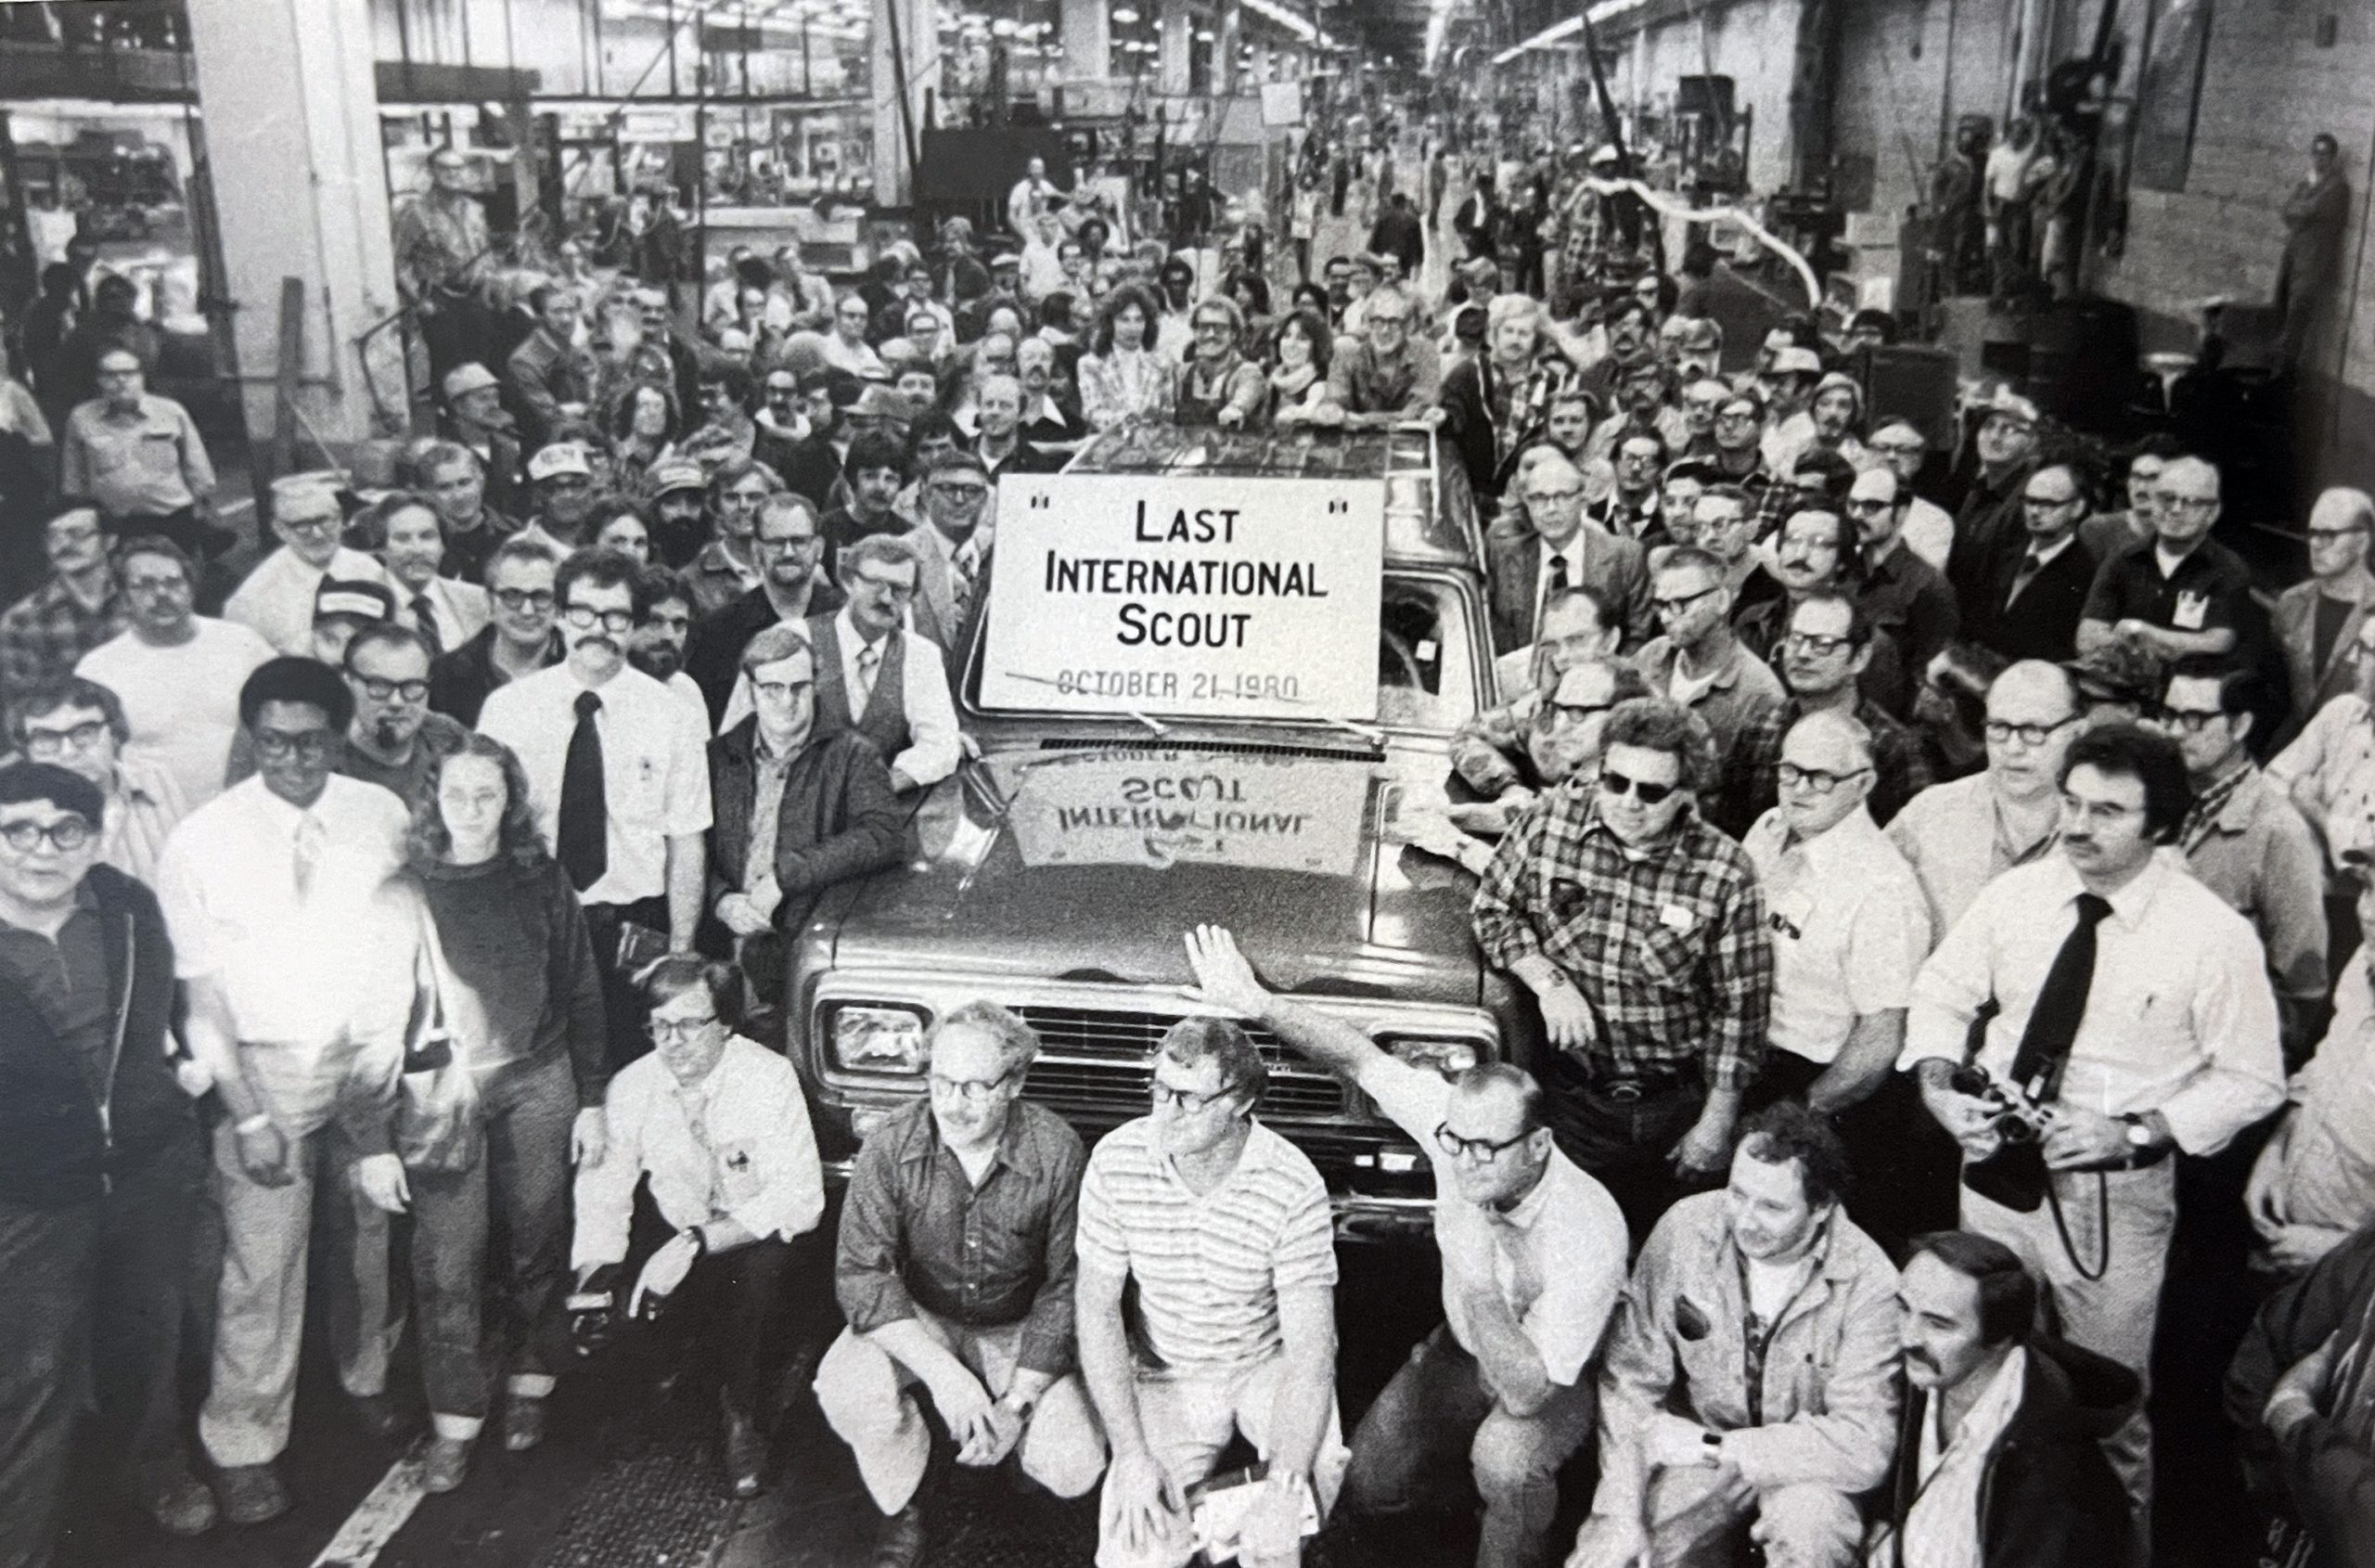 LAST
INTERNATIONAL
SCOUT
OCTOBER 21, 1980